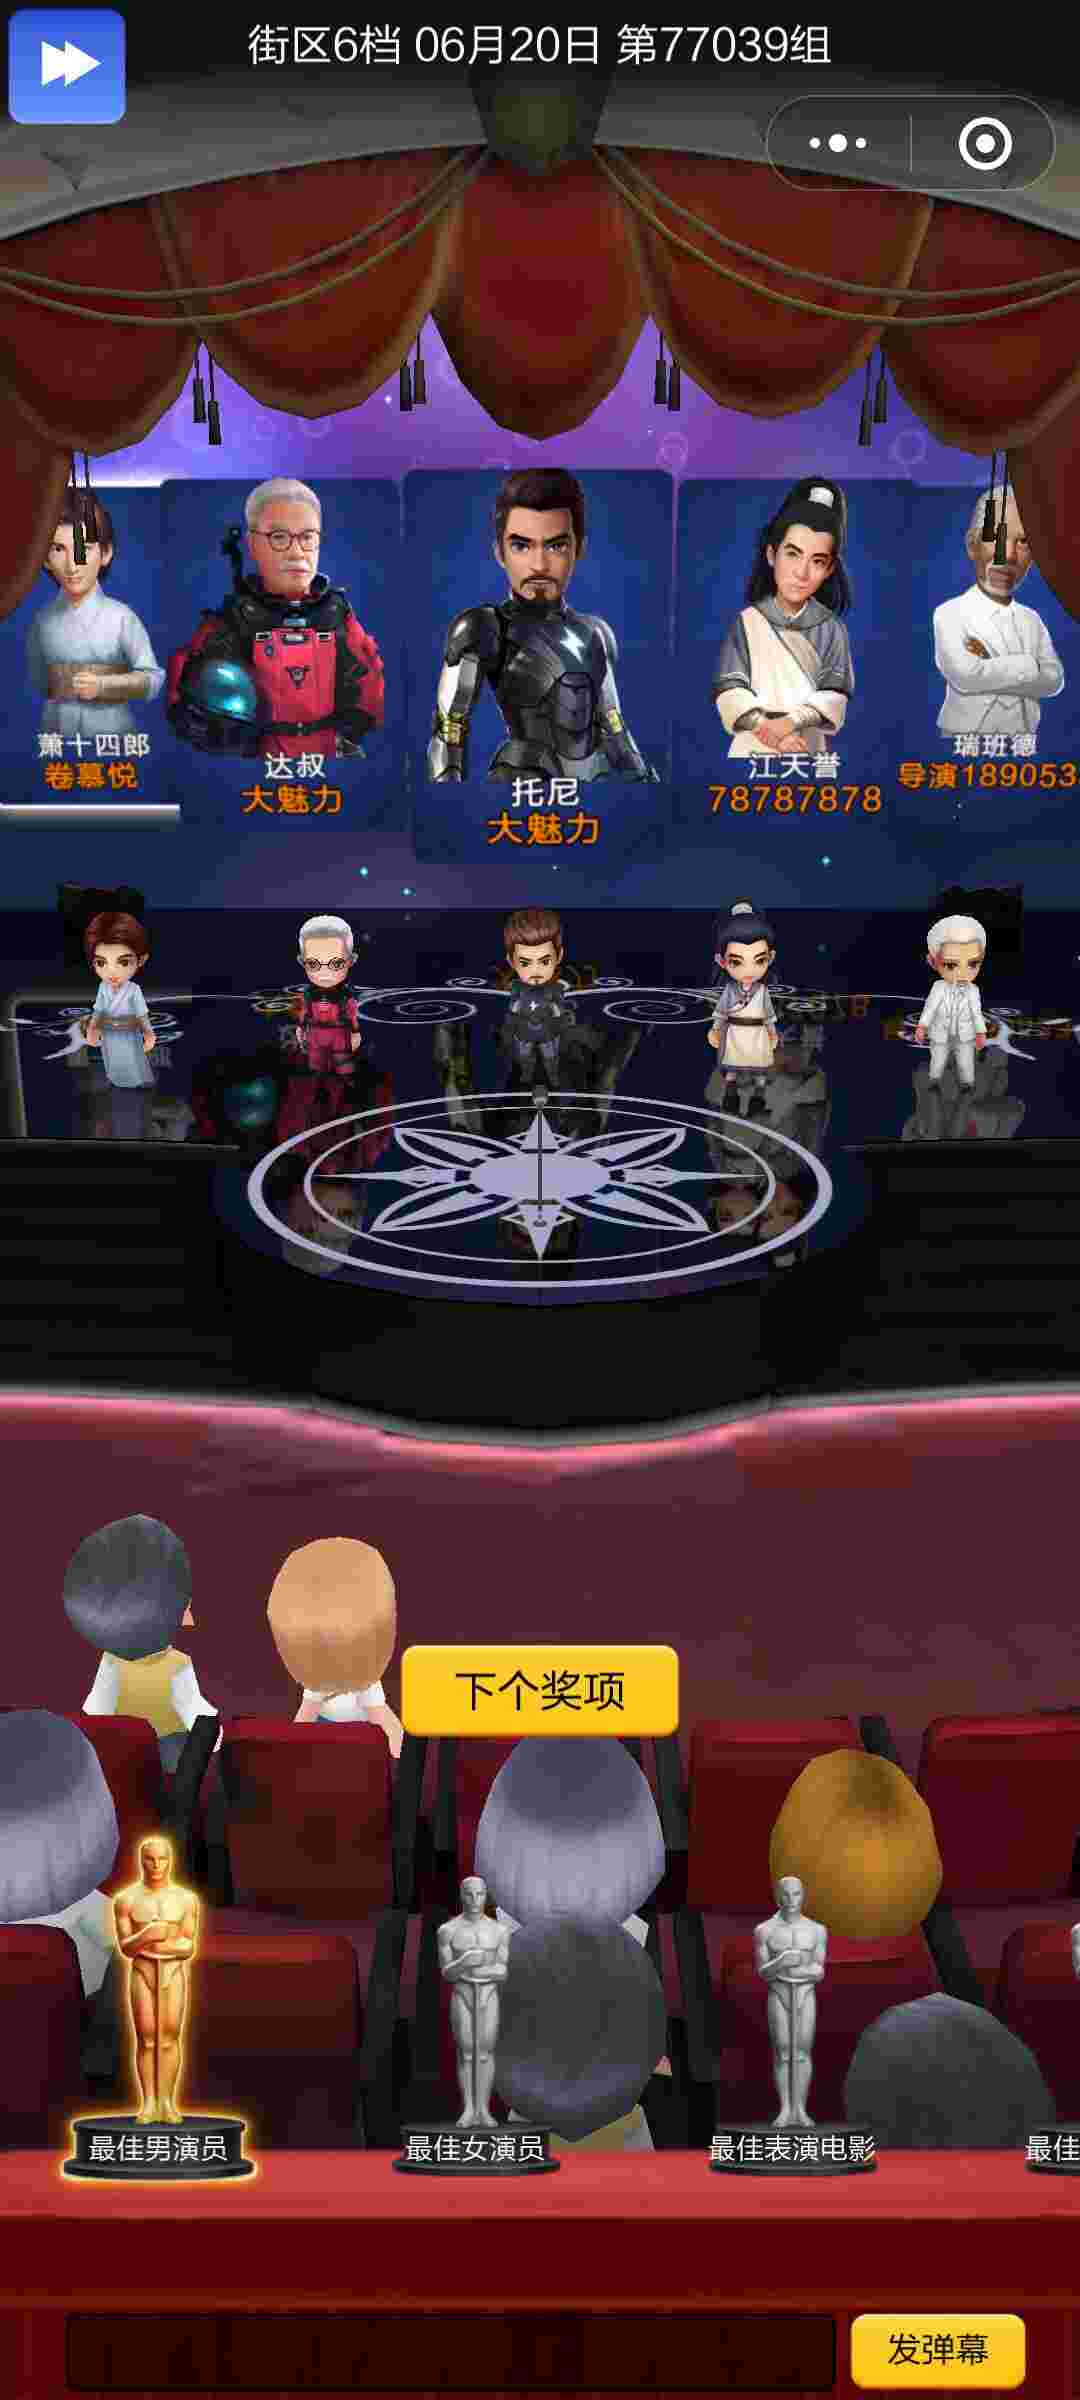 街区6档 06月20日 第77039组
萧十四郎
卷慕悦
达叔
大魅力
托尼
大魅力
江天誉
78787878
瑞班德
导演189053
下个奖项
最佳男演员
最佳女演员
最佳表演电影
最佳
发弹幕